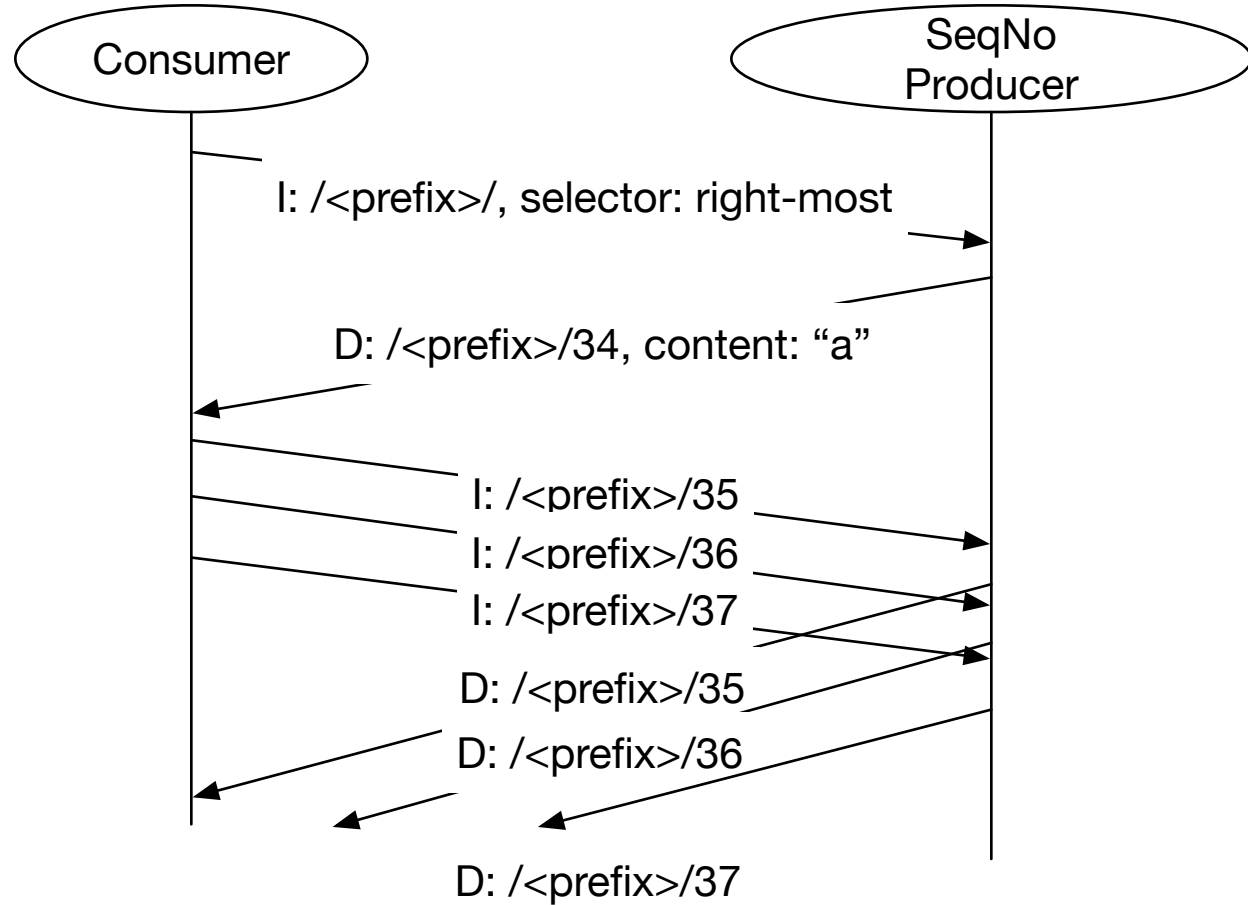 Consumer
SeqNo
Producer
I: /<prefix>/, selector: right-most
D: /<prefix>/34, content: “a”
I: /<prefix>/35
I: /<prefix>/36
I: /<prefix>/37
D: /<prefix>/35
D: /<prefix>/36
D: /<prefix>/37